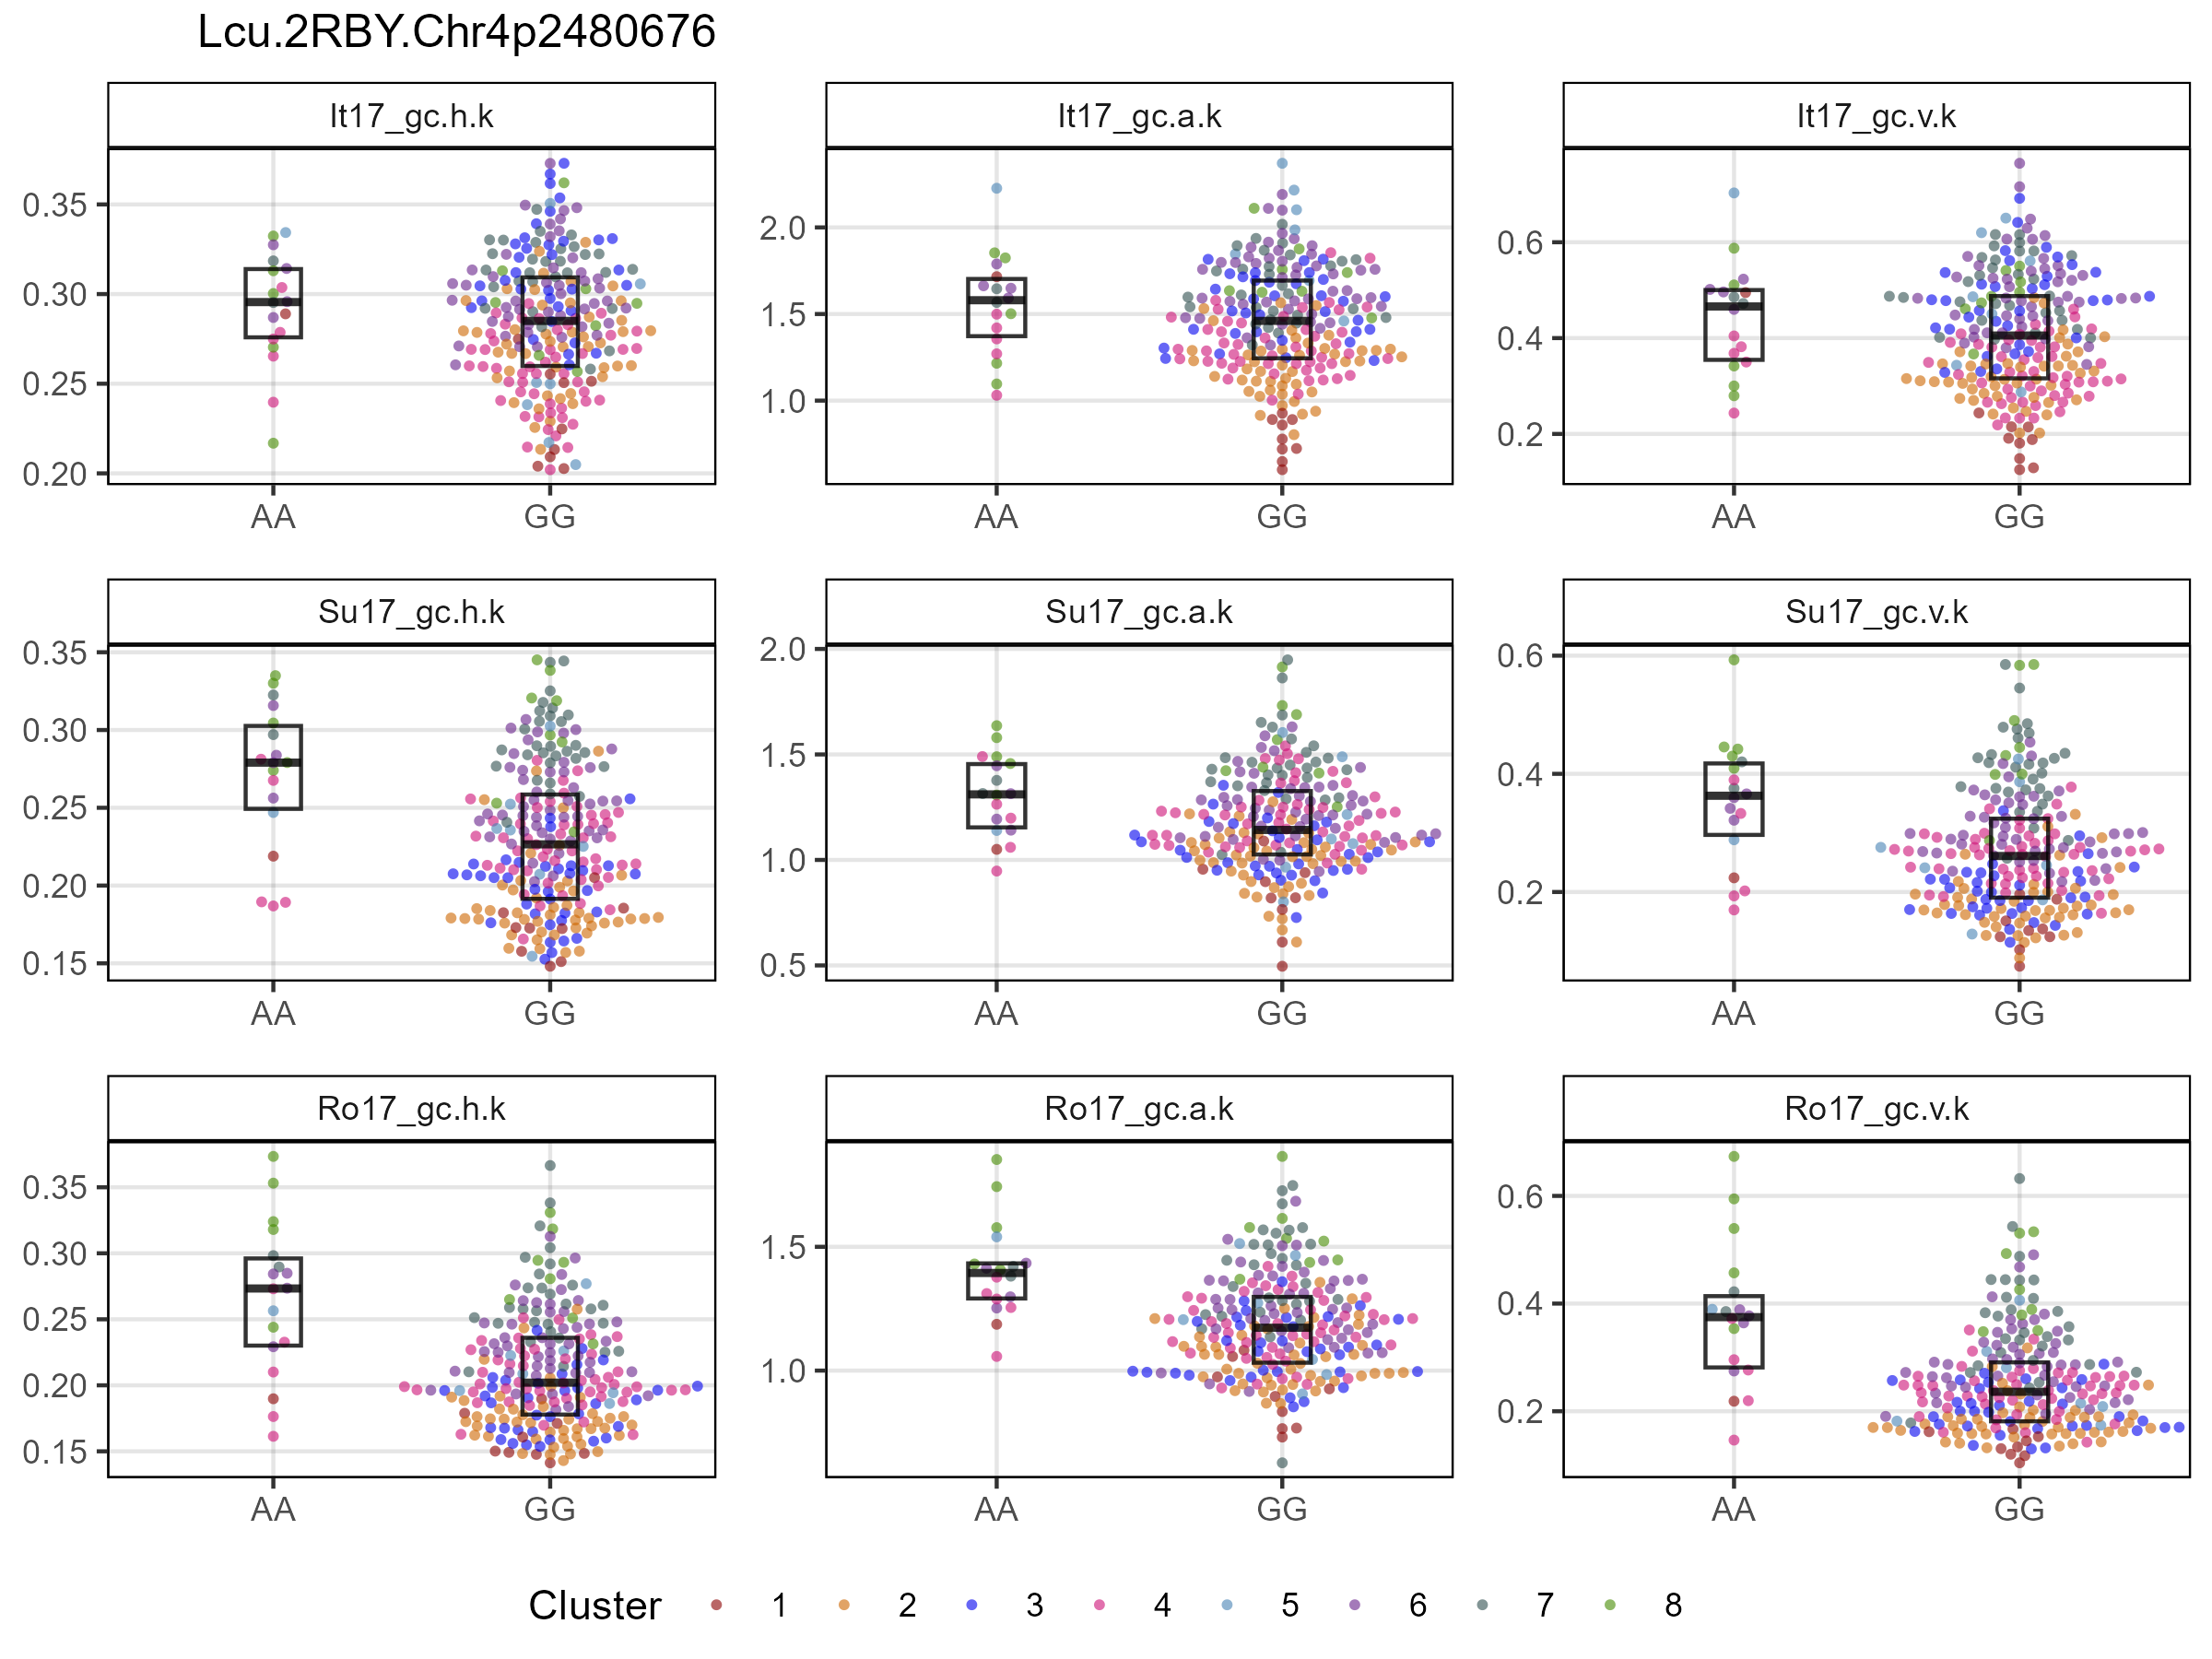 Lcu.2RBY.Chr4p2480676
It17_gc.h.k
It17_gc.a.k
It17_gc.v.k
0.35
0.30
0.25
0.20
AA GG
2.0
1.5
1.0
AA GG
0.6
0.4
0.2
AA GG
Su17_gc.h.k
Su17_gc.a.k
Su17_gc.v.k
0.35
0.30
0.25
0.20
0.15
AA GG
2.0
1.5
1.0
0.5
AA GG
0.6
0.4
0.2
AA GG
Ro17_gc.h.k
Ro17_gc.a.k
Ro17_gc.v.k
0.35
0.30
0.25
0.20
0.15
AA GG
1.5
1.0
AA GG
0.6
0.4
0.2
AA GG
Cluster 1 2 3 4 5 6 7 8